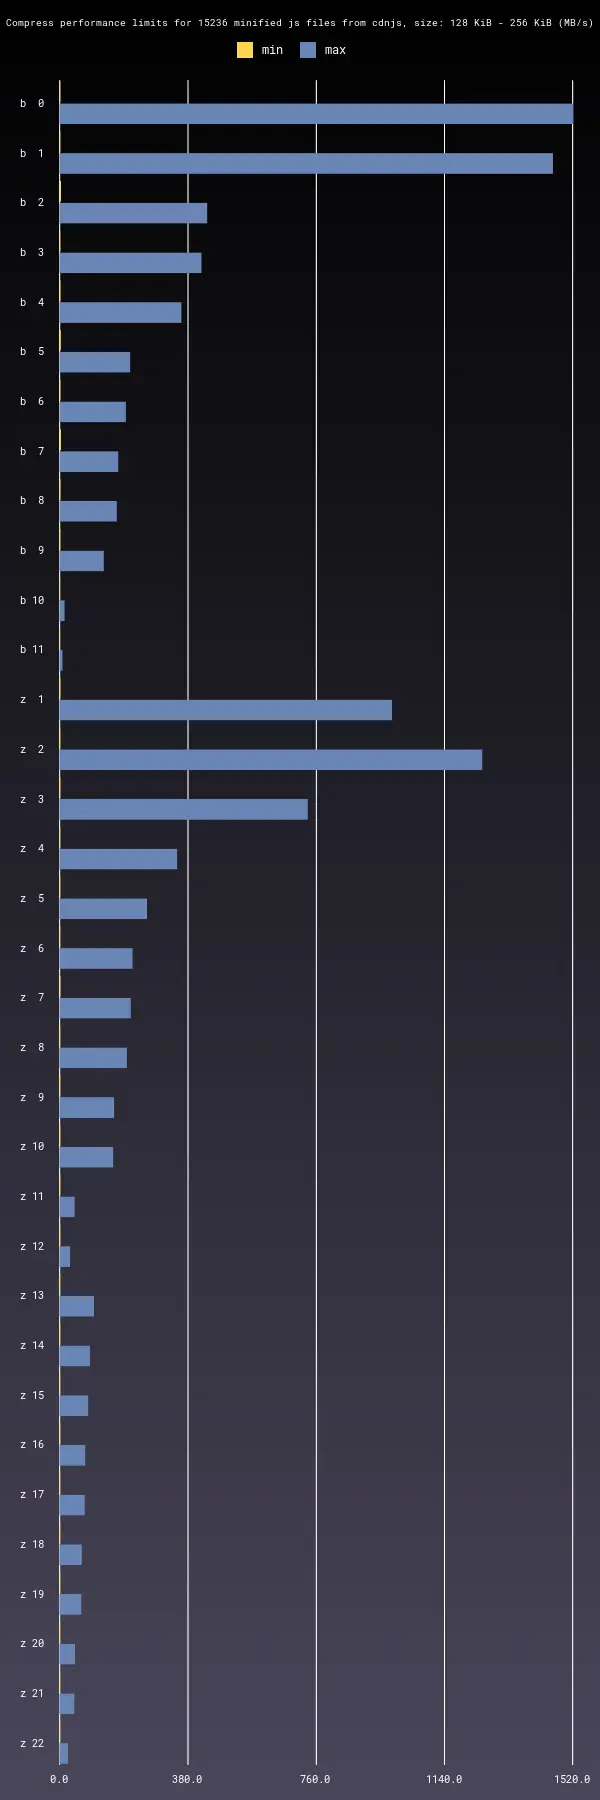 Compress performance limits for 15236 minified js files from cdnjs, size: 128 KiB - 256 KiB (MB/s)
min max
b 0
b 1
b 2
b 3
b 4
b 5
b 6
b 7
b 8
b 9
b 10
b 11
z 1
z 2
z 3
z 4
z 5
z 6
z 7
z 8
z 9
z 10
z 11
z 12
z 13
z 14
z 15
z 16
z 17
z 18
z 19
z 20
z 21
z 22
0.0 380.0 760.0 1140.0 1520.0